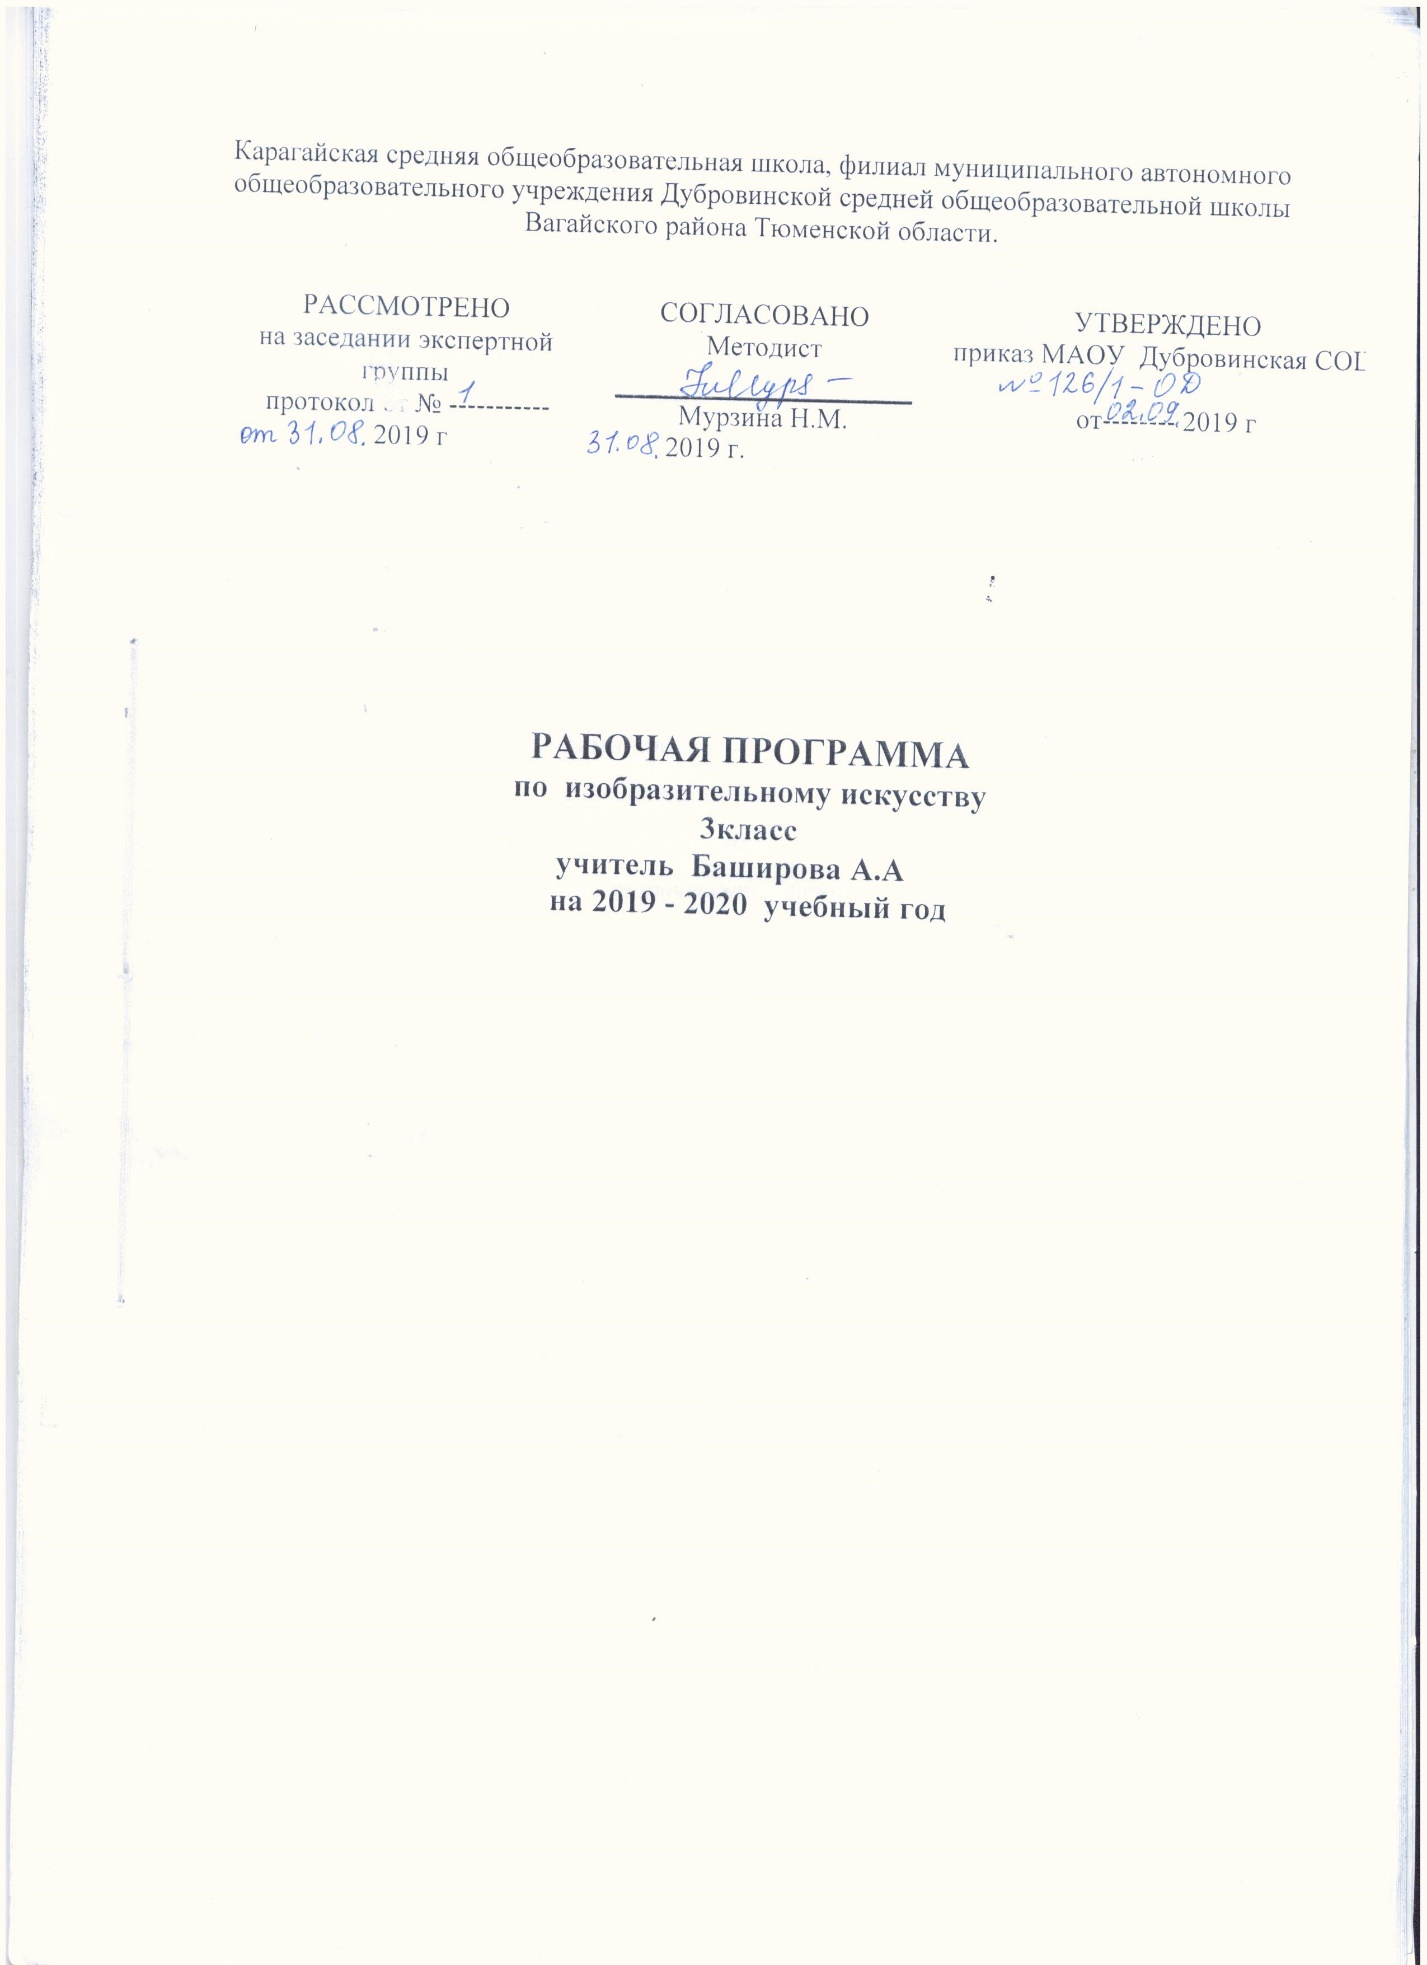 Карагайская средняя общеобразовательная школа, филиал муниципального автономного
общеобразовательного учреждения Дубровинской средней общеобразовательной школы
Вагайского района Тюменской области.
РАССМОТРЕНО
на заседании экспертной
группы
протокол от № 1 -----------
от 31.08. 2019 г
СОГЛАСОВАНО
Методист
Мурзина Н.М.
31.08. 2019 г.
УТВЕРЖДЕНО
приказ МАОУ Дубровинская СОШ
№ 126/1-ОД
от 02.09. 2019 г
РАБОЧАЯ ПРОГРАММА
по изобразительному искусству
3класс
учитель Баширова А.А
на 2019 - 2020 учебный год